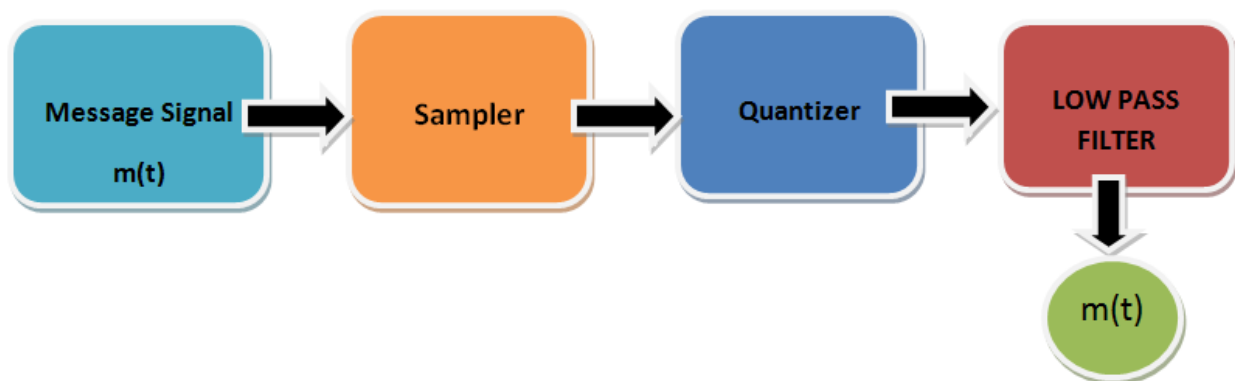 Message Signal
m(t)
Sampler
Quantizer
LOW PASS
FILTER
m(t)